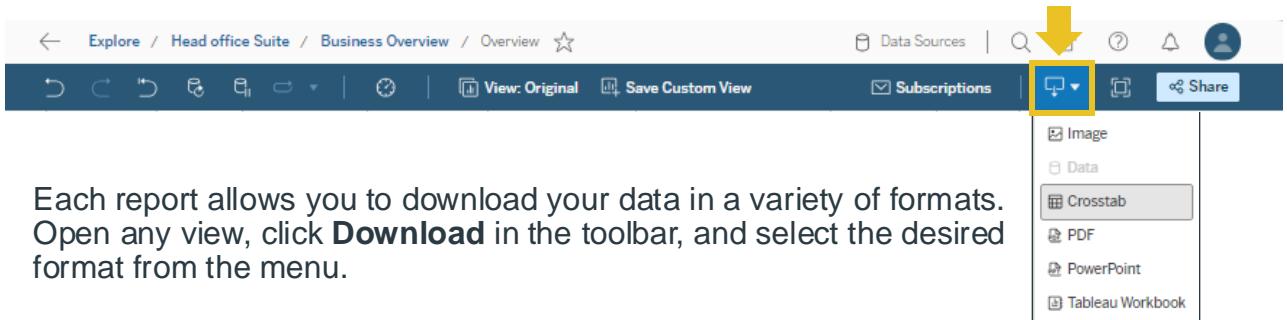 Explore / Head office Suite / Business Overview / Overview
Data Sources
View: Original
Save Custom View
Subscriptions
Share
Image
Data
Crosstab
PDF
PowerPoint
Tableau Workbook
Each report allows you to download your data in a variety of formats.
Open any view, click Download in the toolbar, and select the desired
format from the menu.